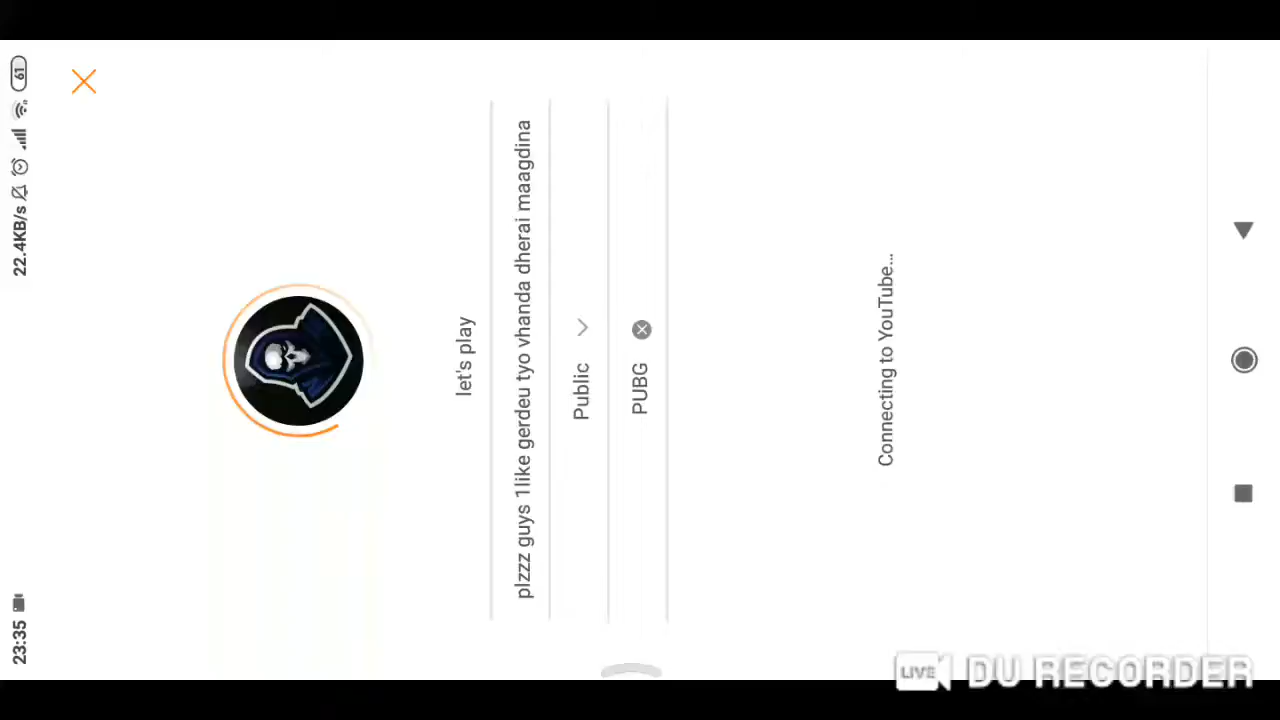 23:35
22.4KB/s
61
let's play
plzzz guys 1like gerdeu tyo vhanda dherai maagdina
Public
PUBG
Connecting to YouTube...
LIVE DU RECORDER